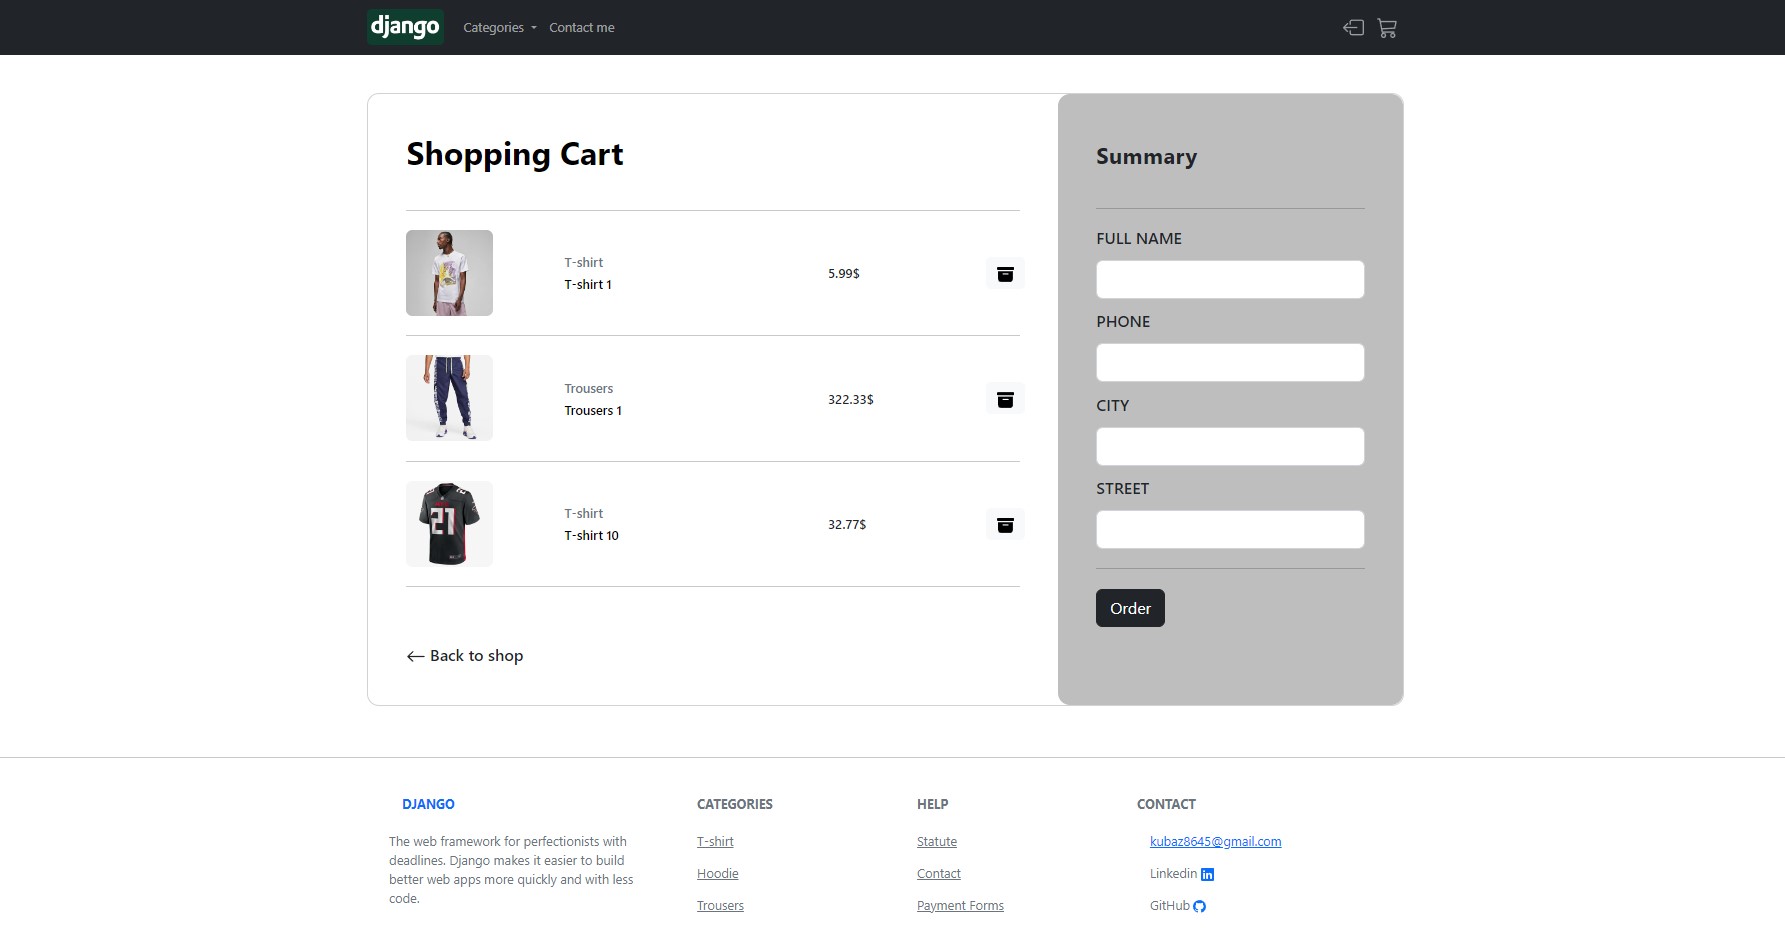 django
Categories
Contact me
Shopping Cart
T-shirt
T-shirt 1
5.99$
Trousers
Trousers 1
322.33$
21
T-shirt
T-shirt 10
32.77$
Back to shop
Summary
FULL NAME
PHONE
CITY
STREET
Order
DJANGO
The web framework for perfectionists with
deadlines. Django makes it easier to build
better web apps more quickly and with less
code.
CATEGORIES
T-shirt
Hoodie
Trousers
HELP
Statute
Contact
Payment Forms
CONTACT
kubaz8645@gmail.com
Linkedin
GitHub